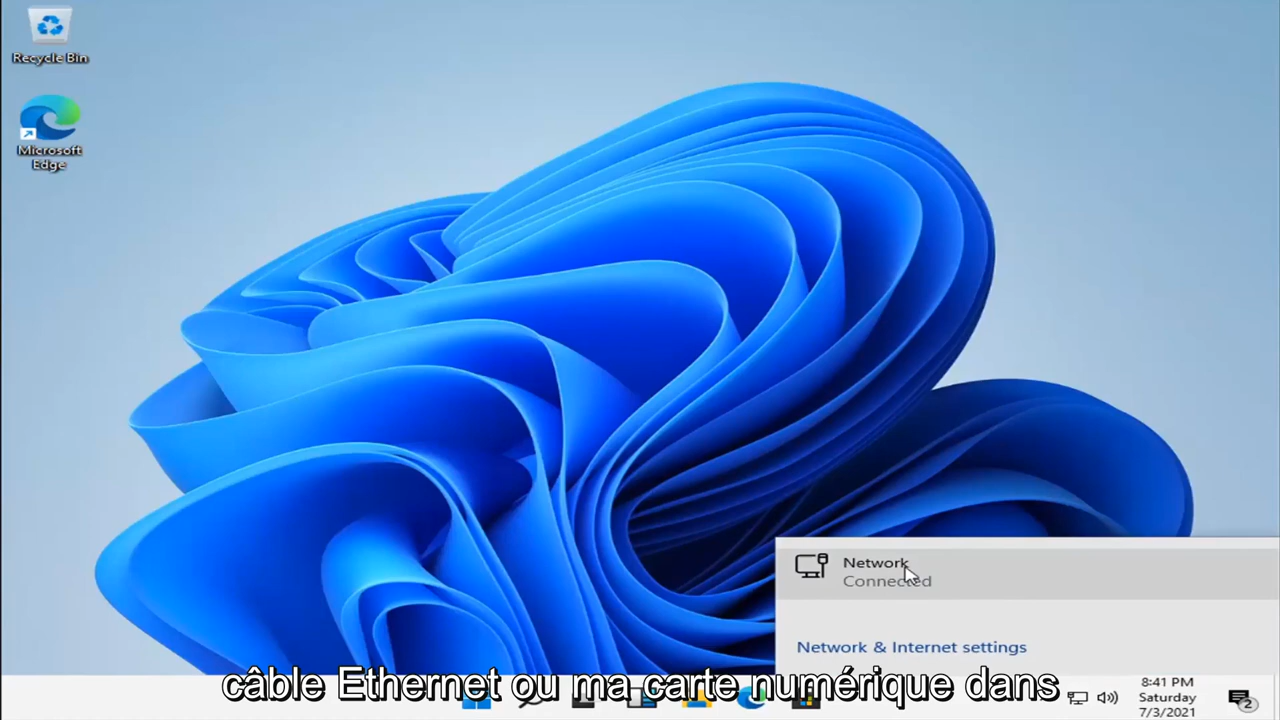 Recycle Bin
Microsoft
Edge
Network
Connected
Network & Internet settings
câble Ethernet ou ma carte numérique dans
8:41 PM
Saturday
7/3/2021
2